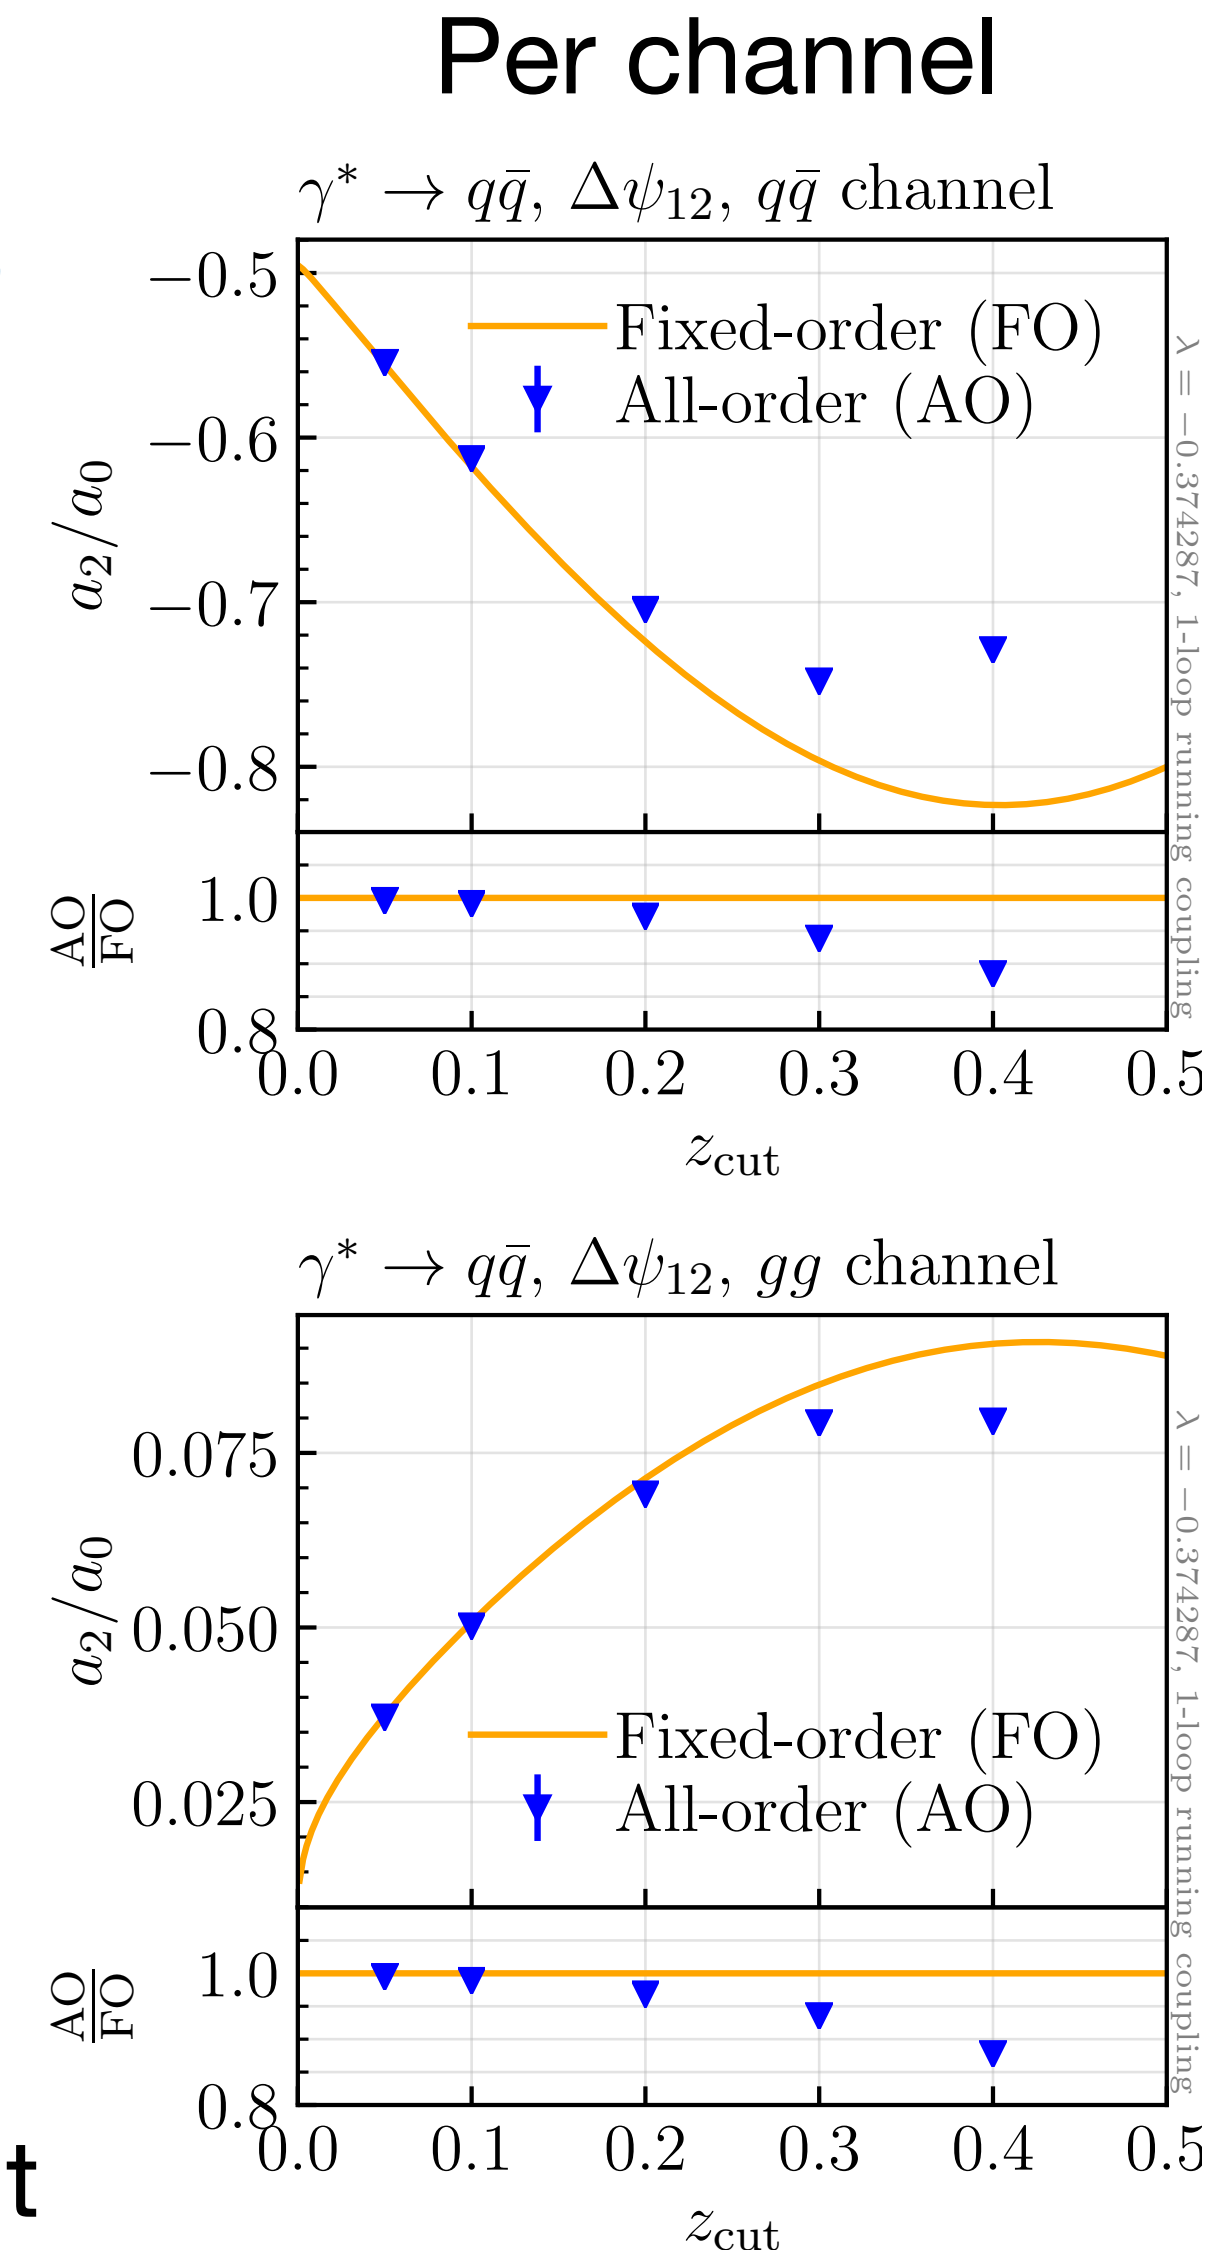 Per channel
γ* → qq̄, Δψ₁₂, qq̄ channel
−0.5
−0.6
−0.7
−0.8
a₂/a₀
Fixed-order (FO)
All-order (AO)
λ = −0.374287, 1-loop running coupling
AO/FO
1.0
0.8
0.0 0.1 0.2 0.3 0.4 0.5
z_cut
γ* → qq̄, Δψ₁₂, gg channel
0.075
0.050
0.025
a₂/a₀
Fixed-order (FO)
All-order (AO)
λ = −0.374287, 1-loop running coupling
AO/FO
1.0
0.8
0.0 0.1 0.2 0.3 0.4 0.5
z_cut
t